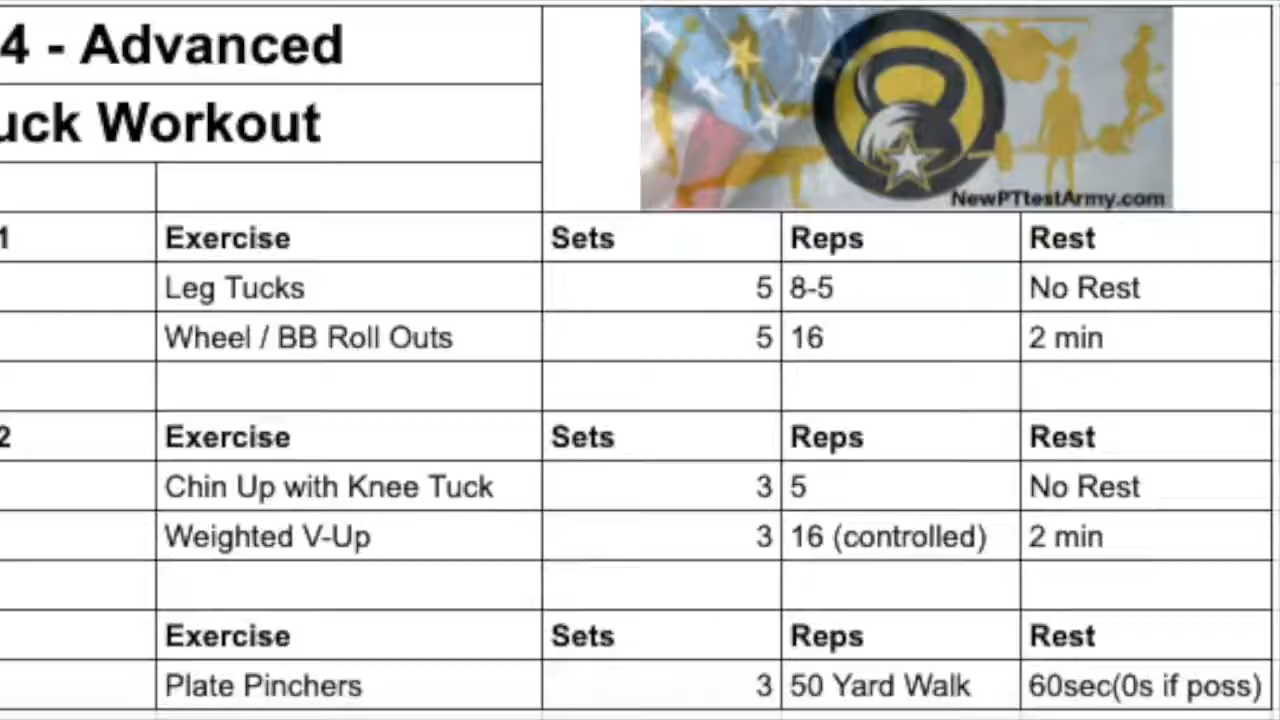 4 - Advanced
uck Workout
NewPTtestArmy.com
1 Exercise Sets Reps Rest
Leg Tucks 5 8-5 No Rest
Wheel / BB Roll Outs 5 16 2 min
2 Exercise Sets Reps Rest
Chin Up with Knee Tuck 3 5 No Rest
Weighted V-Up 3 16 (controlled) 2 min
Exercise Sets Reps Rest
Plate Pinchers 3 50 Yard Walk 60sec(0s if poss)